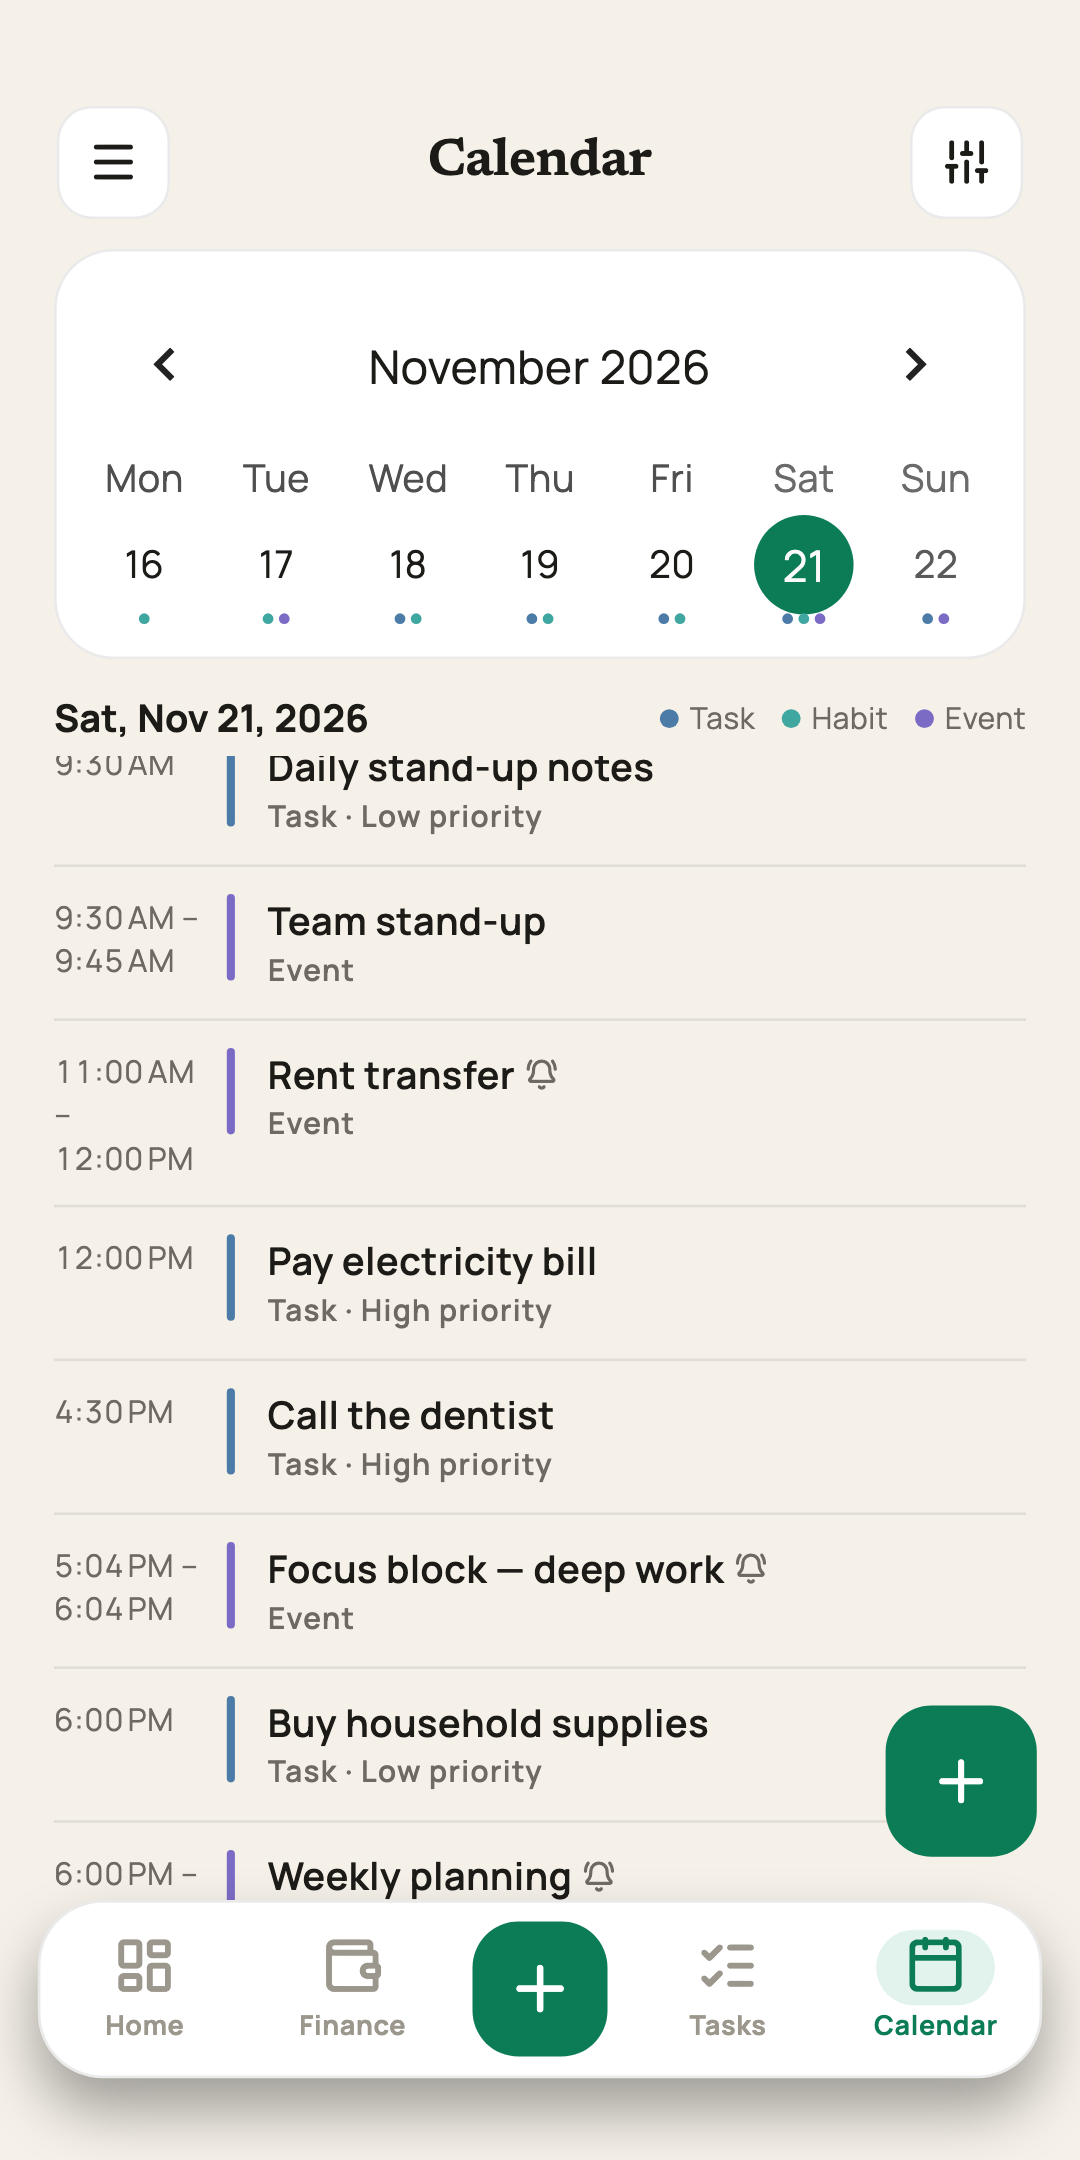 Calendar
November 2026
Mon Tue Wed Thu Fri Sat Sun
16 17 18 19 20 21 22
Sat, Nov 21, 2026
Task Habit Event
9:30 AM
Daily stand-up notes
Task · Low priority
9:30 AM –
9:45 AM
Team stand-up
Event
11:00 AM
–
12:00 PM
Rent transfer
Event
12:00 PM
Pay electricity bill
Task · High priority
4:30 PM
Call the dentist
Task · High priority
5:04 PM –
6:04 PM
Focus block — deep work
Event
6:00 PM
Buy household supplies
Task · Low priority
6:00 PM –
Weekly planning
Home Finance Tasks Calendar